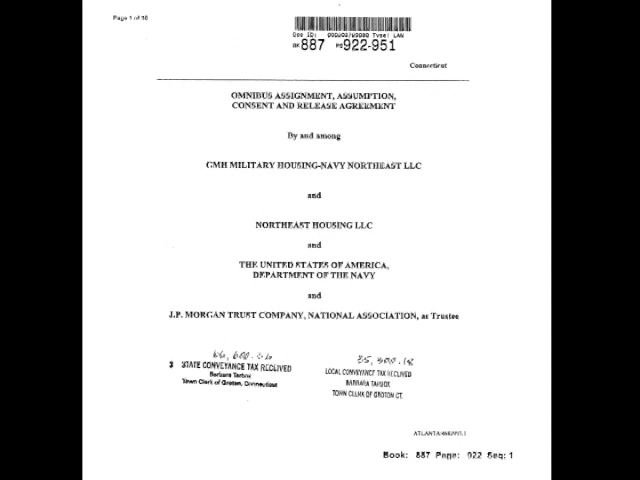 Page 1 of 30
BK 887 PG 922-951
Connecticut
OMNIBUS ASSIGNMENT, ASSUMPTION,
CONSENT AND RELEASE AGREEMENT
By and among
GMH MILITARY HOUSING-NAVY NORTHEAST LLC
and
NORTHEAST HOUSING LLC
and
THE UNITED STATES OF AMERICA,
DEPARTMENT OF THE NAVY
and
J.P. MORGAN TRUST COMPANY, NATIONAL ASSOCIATION, as Trustee
STATE CONVEYANCE TAX RECEIVED
Barbara Tarbox
Town Clerk of Groton, Connecticut
LOCAL CONVEYANCE TAX RECEIVED
BARBARA TARBOX
TOWN CLERK OF GROTON CT.
Book: 887 Page: 922 Seq: 1